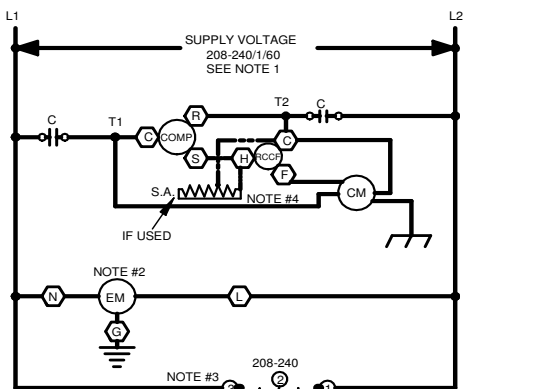 L1 L2
SUPPLY VOLTAGE
208-240/1/60
SEE NOTE 1
C T1 C COMP R T2 C
S H RCCF C
F
S.A. NOTE #4 CM
IF USED
NOTE #2
N EM L
G
208-240
NOTE #3 3 2 1